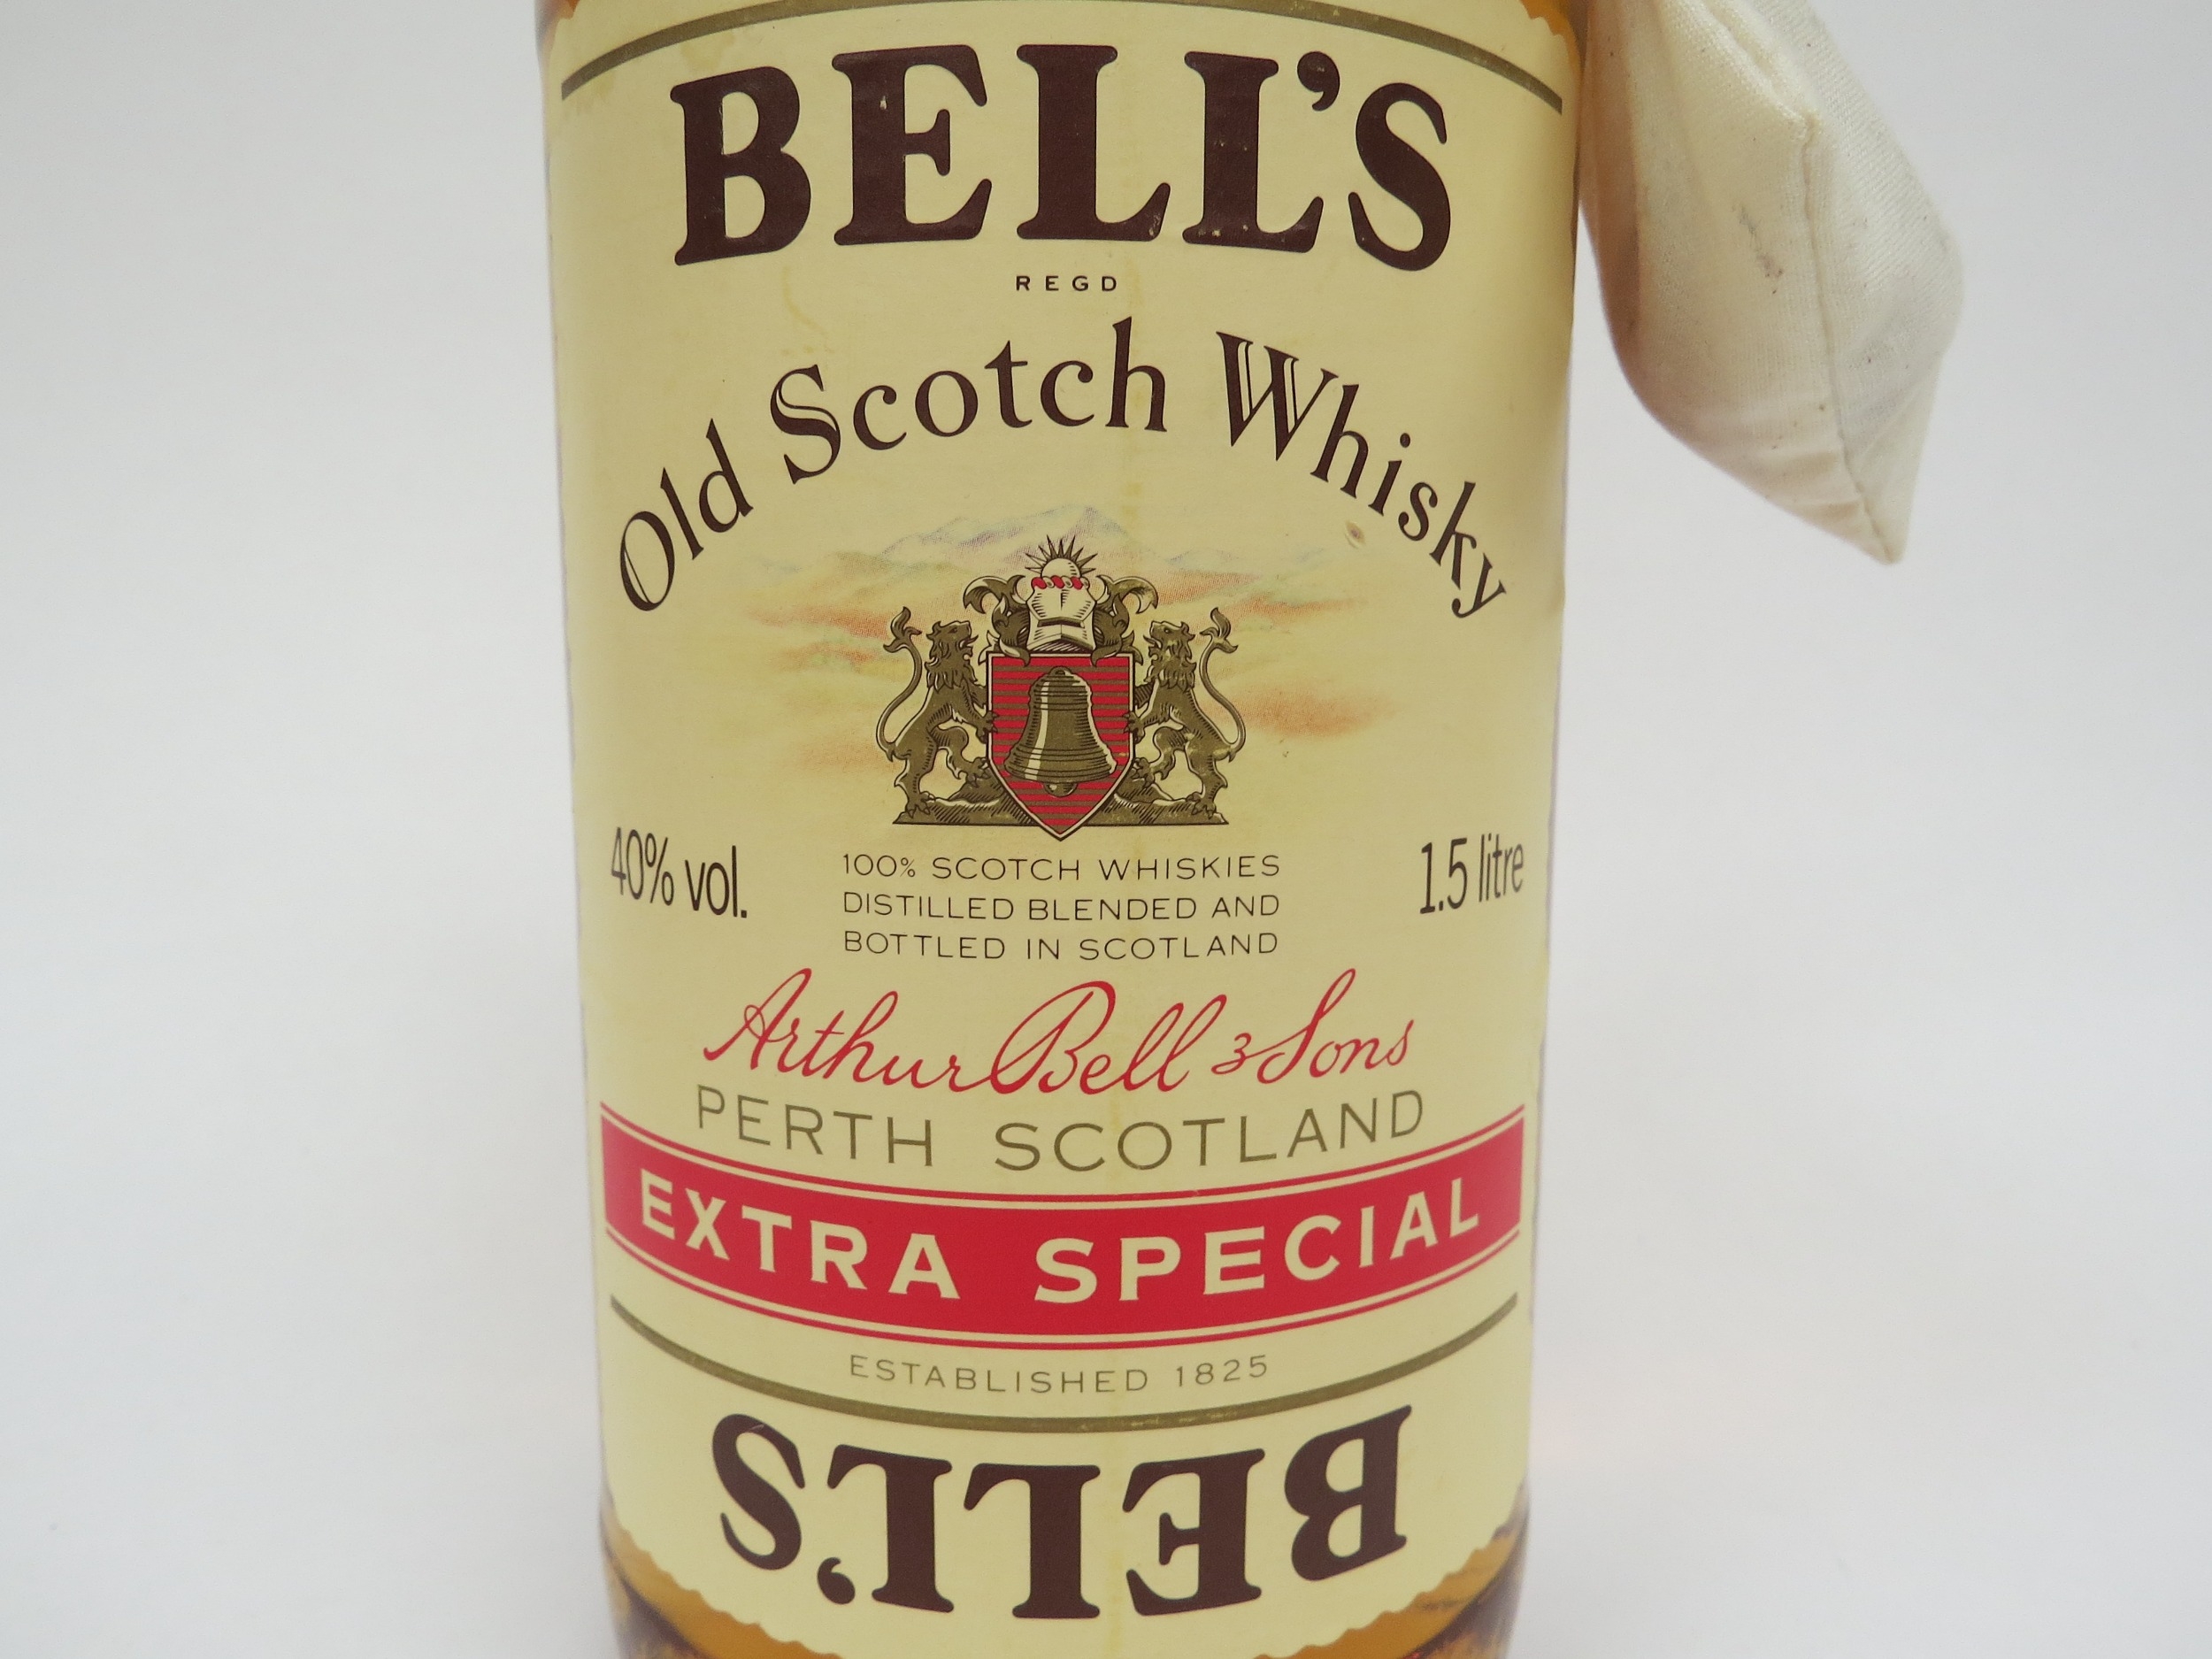 BELL'S
REGD
Old Scotch Whisky
40% vol.
1.5 litre
100% SCOTCH WHISKIES
DISTILLED BLENDED AND
BOTTLED IN SCOTLAND
Arthur Bell & Sons
PERTH SCOTLAND
EXTRA SPECIAL
ESTABLISHED 1825
BELL'S